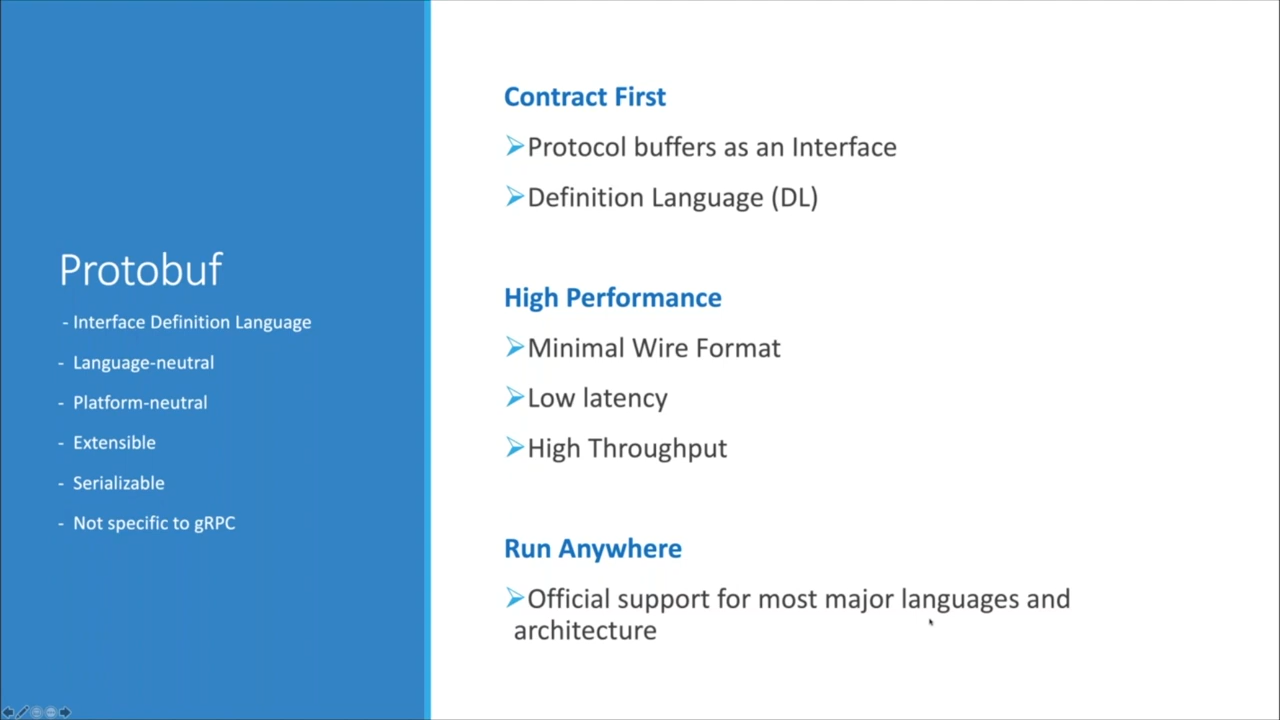 Protobuf
- Interface Definition Language
- Language-neutral
- Platform-neutral
- Extensible
- Serializable
- Not specific to gRPC
Contract First
➢Protocol buffers as an Interface
➢Definition Language (DL)
High Performance
➢Minimal Wire Format
➢Low latency
➢High Throughput
Run Anywhere
➢Official support for most major languages and
architecture